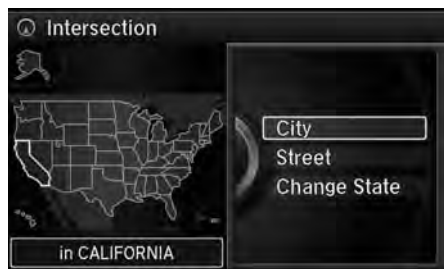 Intersection
City
Street
Change State
in CALIFORNIA